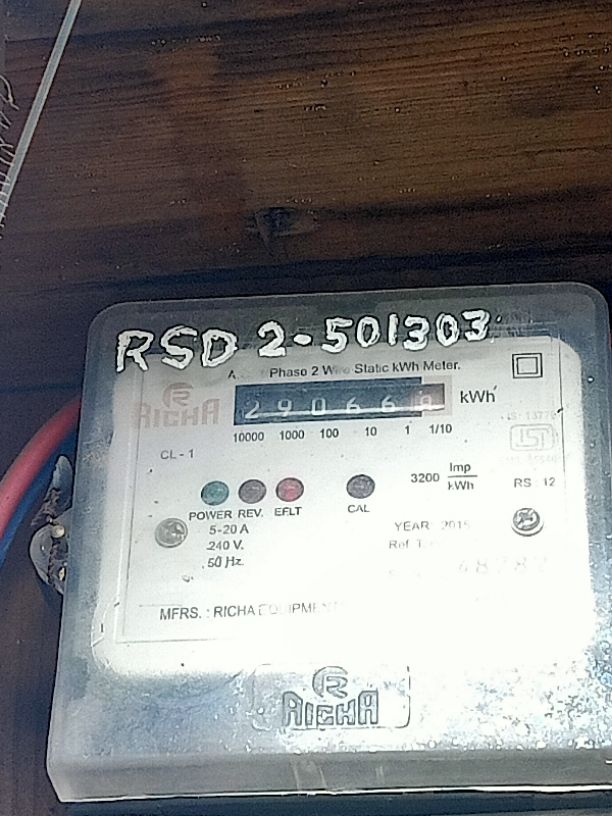 RSD 2-501303
Phase 2 Wire Static kWh Meter.
RICHA
2 9 0 6 6
kWh
10000 1000 100 10 1 1/10
CL - 1
3200 Imp/kWh
RS : 12
POWER REV. EFLT CAL
5-20 A
240 V.
50 Hz.
YEAR
MFRS. : RICHA EQUIPMENT
RICHA